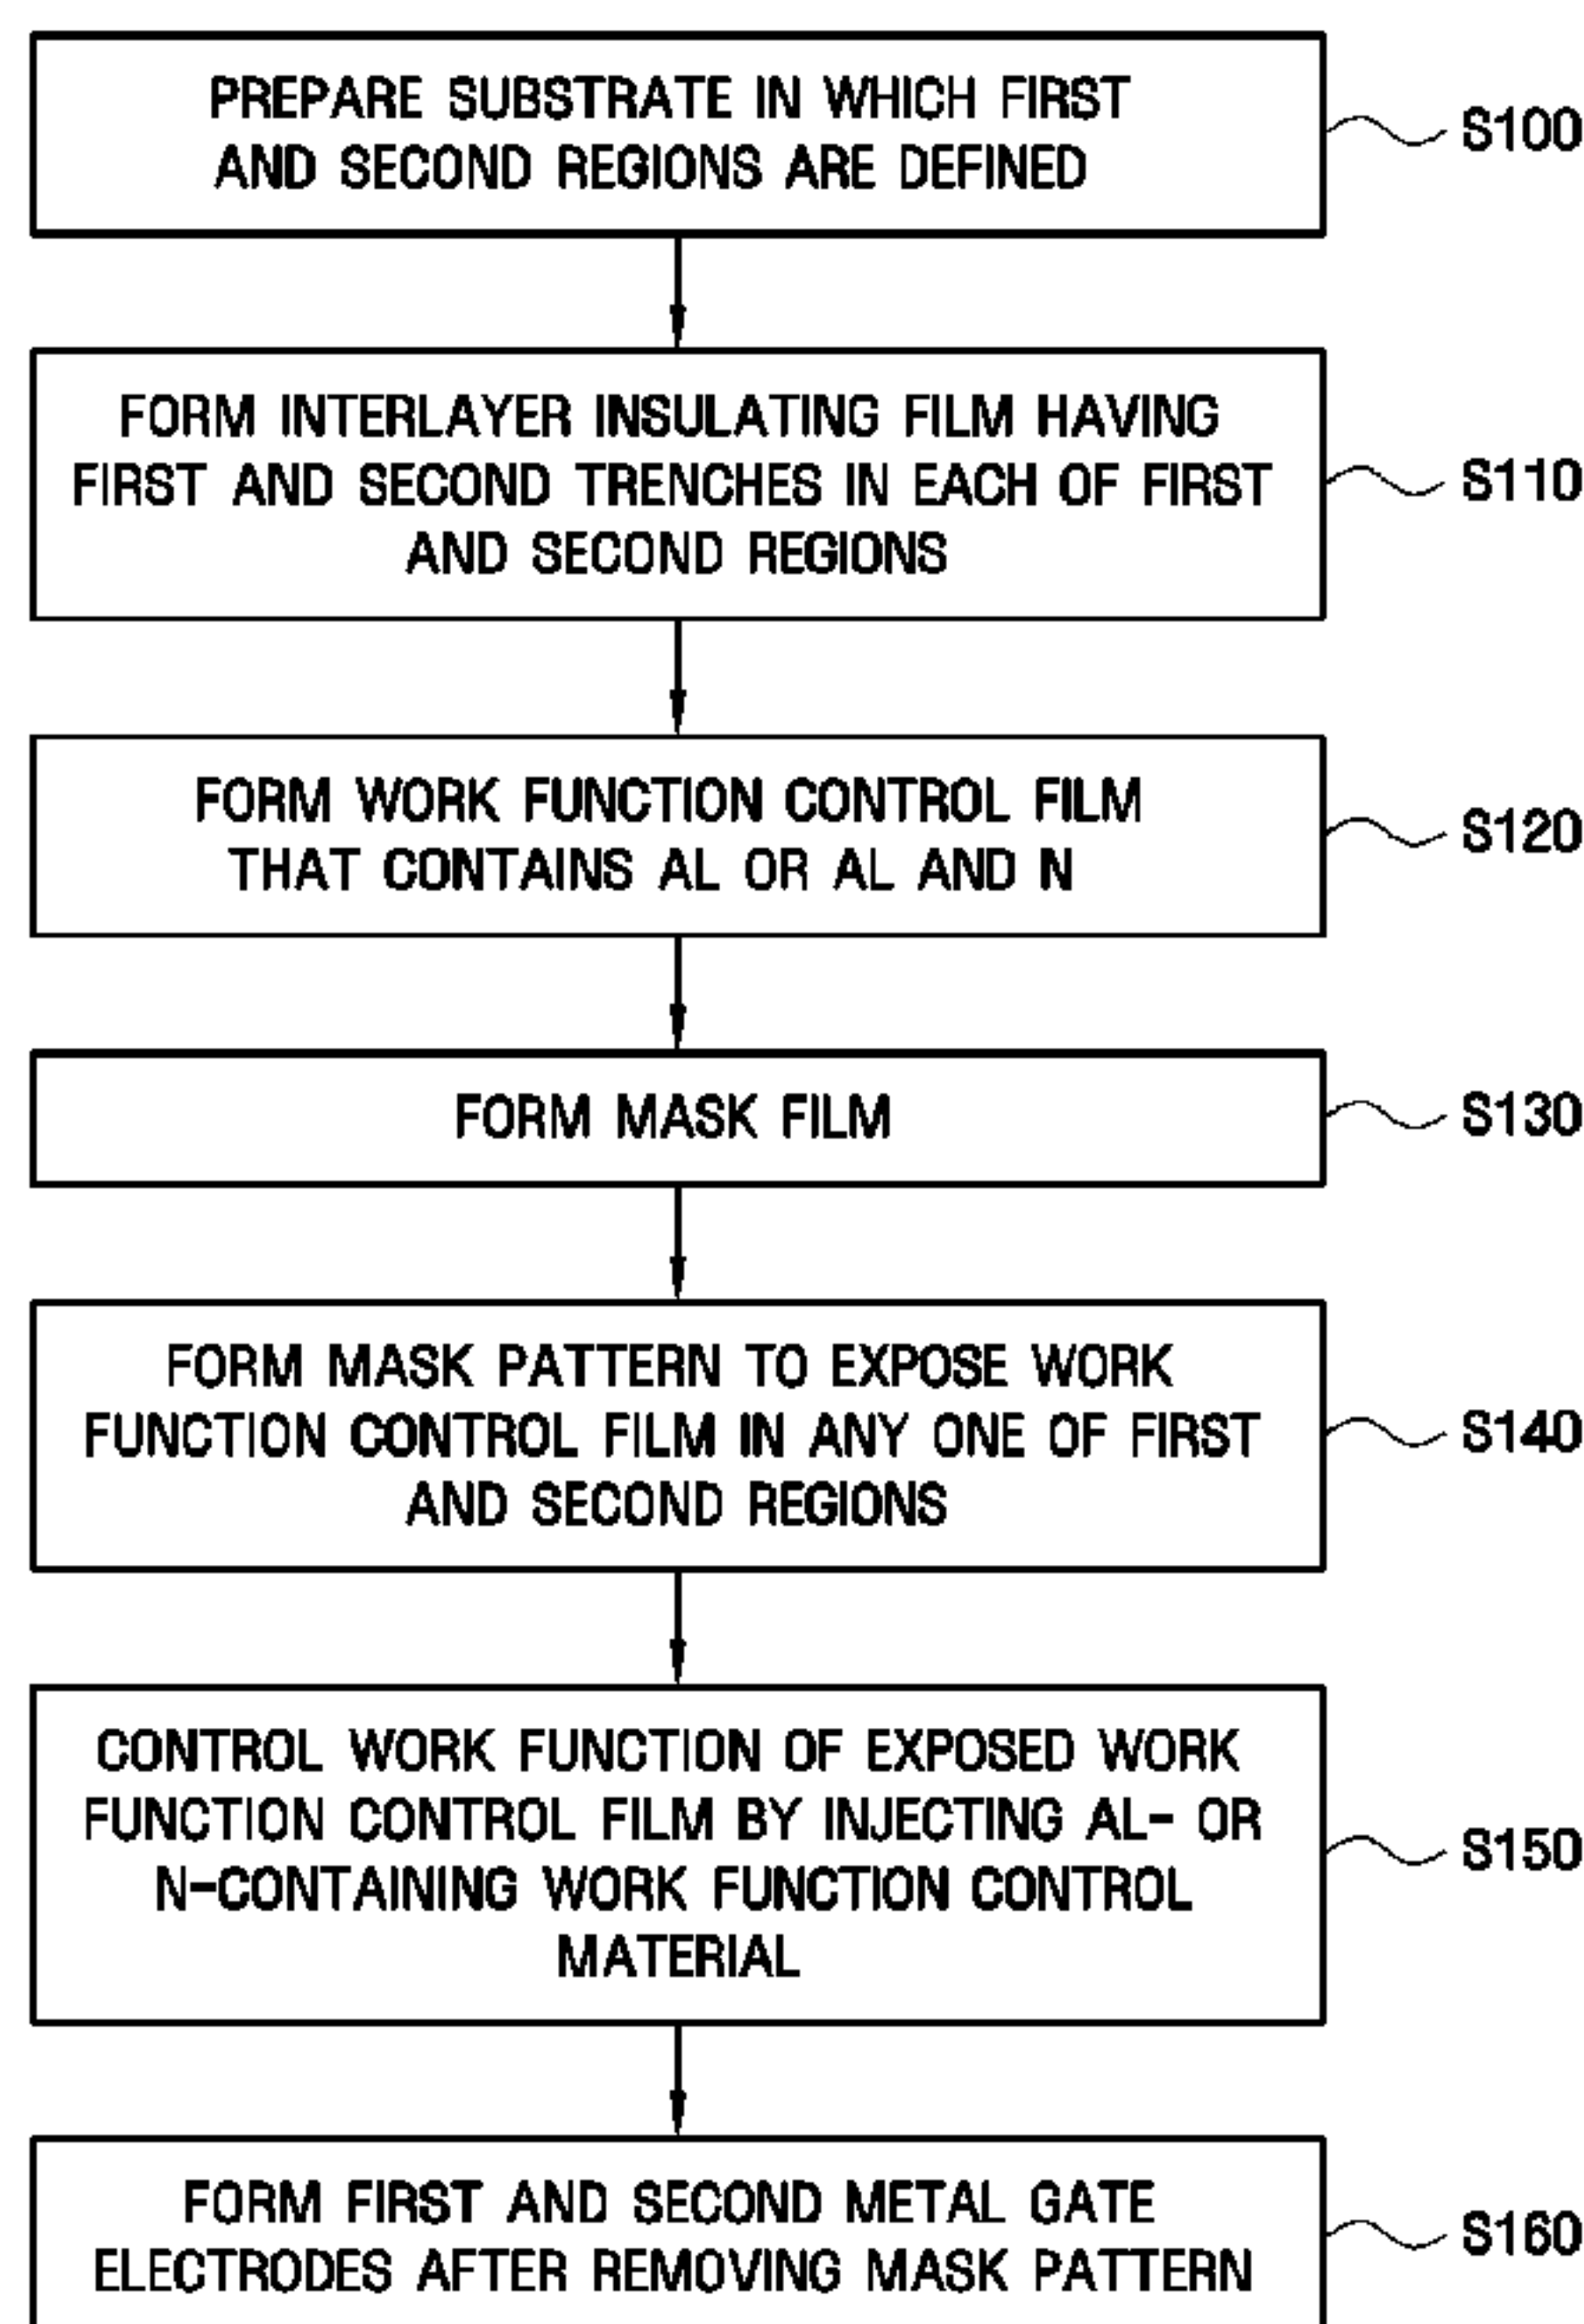 PREPARE SUBSTRATE IN WHICH FIRST
AND SECOND REGIONS ARE DEFINED
S100
FORM INTERLAYER INSULATING FILM HAVING
FIRST AND SECOND TRENCHES IN EACH OF FIRST
AND SECOND REGIONS
S110
FORM WORK FUNCTION CONTROL FILM
THAT CONTAINS AL OR AL AND N
S120
FORM MASK FILM
S130
FORM MASK PATTERN TO EXPOSE WORK
FUNCTION CONTROL FILM IN ANY ONE OF FIRST
AND SECOND REGIONS
S140
CONTROL WORK FUNCTION OF EXPOSED WORK
FUNCTION CONTROL FILM BY INJECTING AL- OR
N-CONTAINING WORK FUNCTION CONTROL
MATERIAL
S150
FORM FIRST AND SECOND METAL GATE
ELECTRODES AFTER REMOVING MASK PATTERN
S160